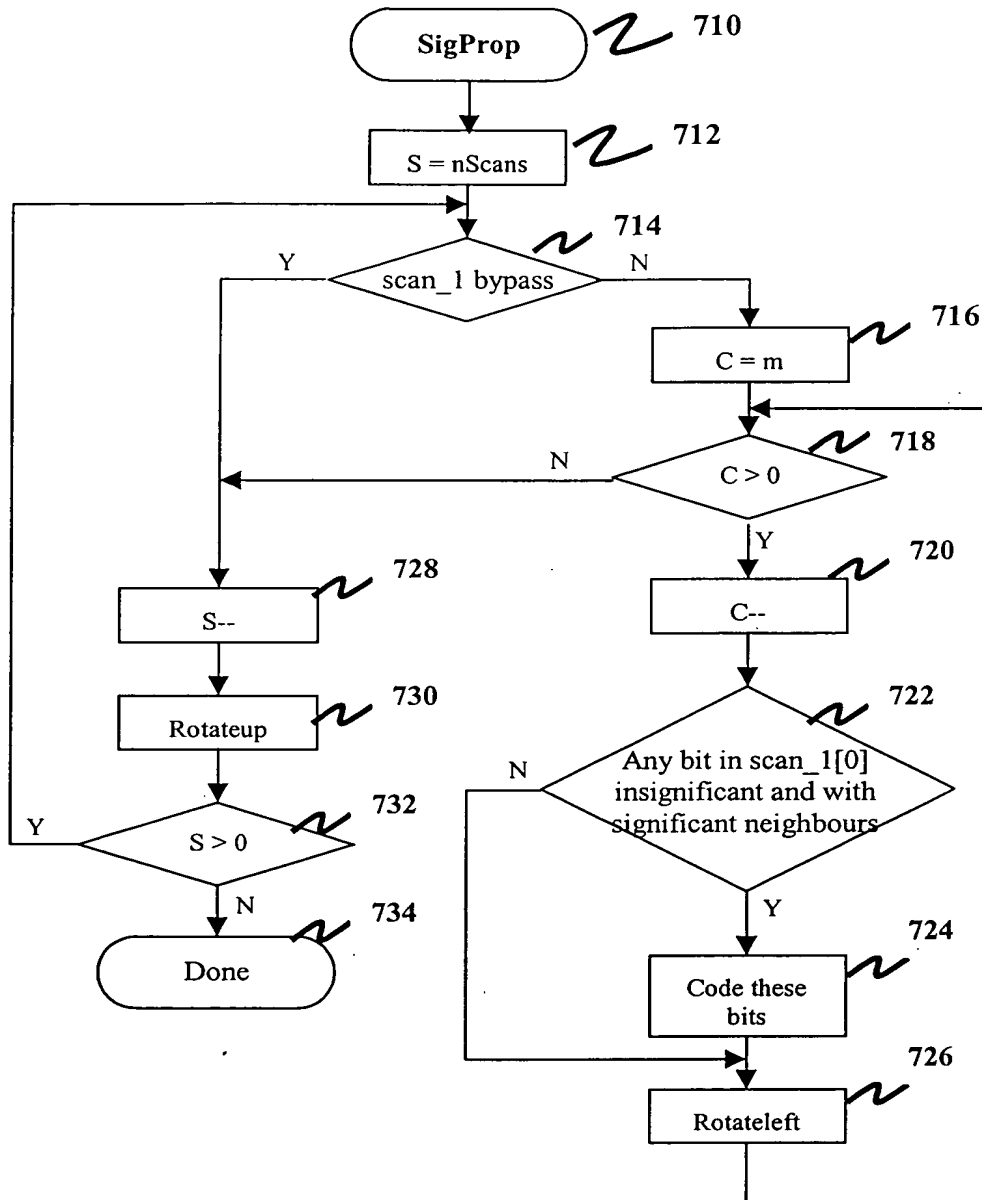 SigProp
710
S = nScans
712
714
Y
scan_1 bypass
N
716
C = m
718
N
C > 0
Y
720
728
C--
S--
722
730
Rotateup
Any bit in scan_1[0]
insignificant and with
significant neighbours
N
732
Y
S > 0
N
Y
734
724
Done
Code these
bits
726
Rotateleft